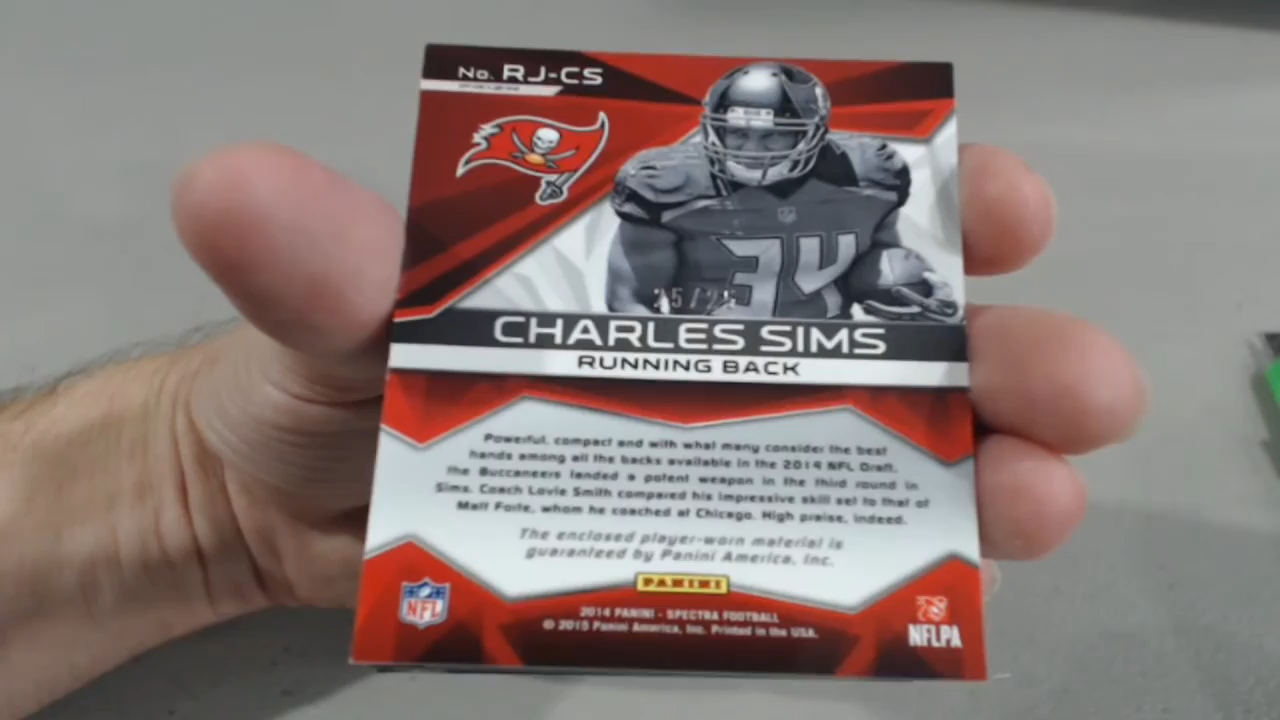 No. RJ-CS
34
25/25
CHARLES SIMS
RUNNING BACK
Powerful, compact and with what many consider the best
hands among all the backs available in the 2014 NFL Draft,
the Buccaneers landed a potent weapon in the third round in
Sims. Coach Lovie Smith compared his impressive skill set to that of
Matt Forte, whom he coached at Chicago. High praise, indeed.
The enclosed player-worn material is
guaranteed by Panini America, Inc.
PANINI
NFL
2014 PANINI - SPECTRA FOOTBALL
© 2015 Panini America, Inc. Printed in the USA.
NFLPA